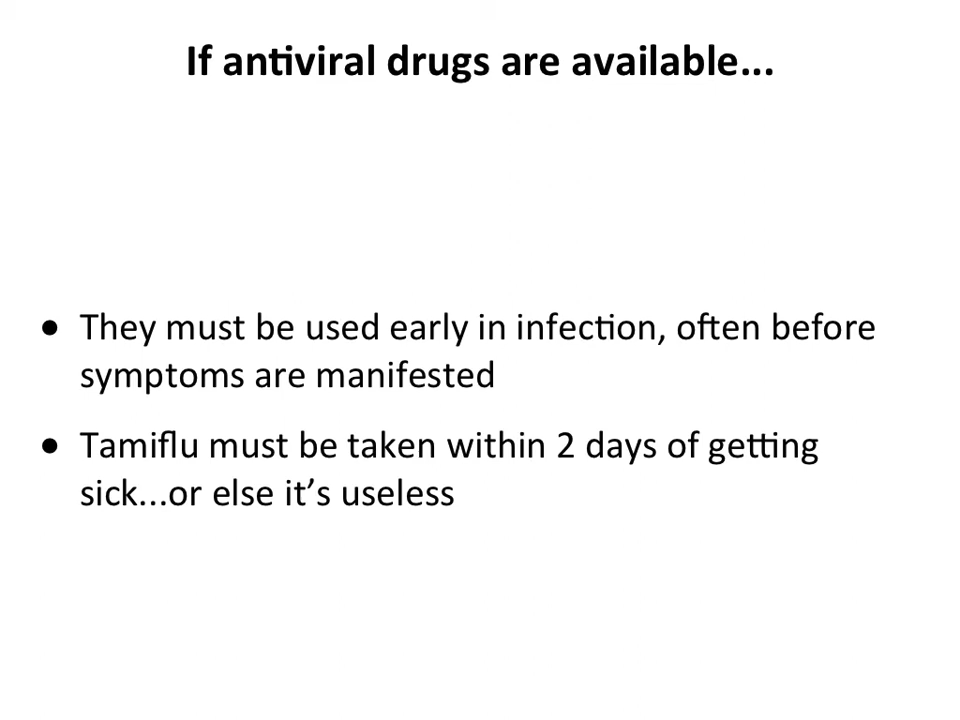 If antiviral drugs are available...
• They must be used early in infection, often before
symptoms are manifested
• Tamiflu must be taken within 2 days of getting
sick...or else it’s useless